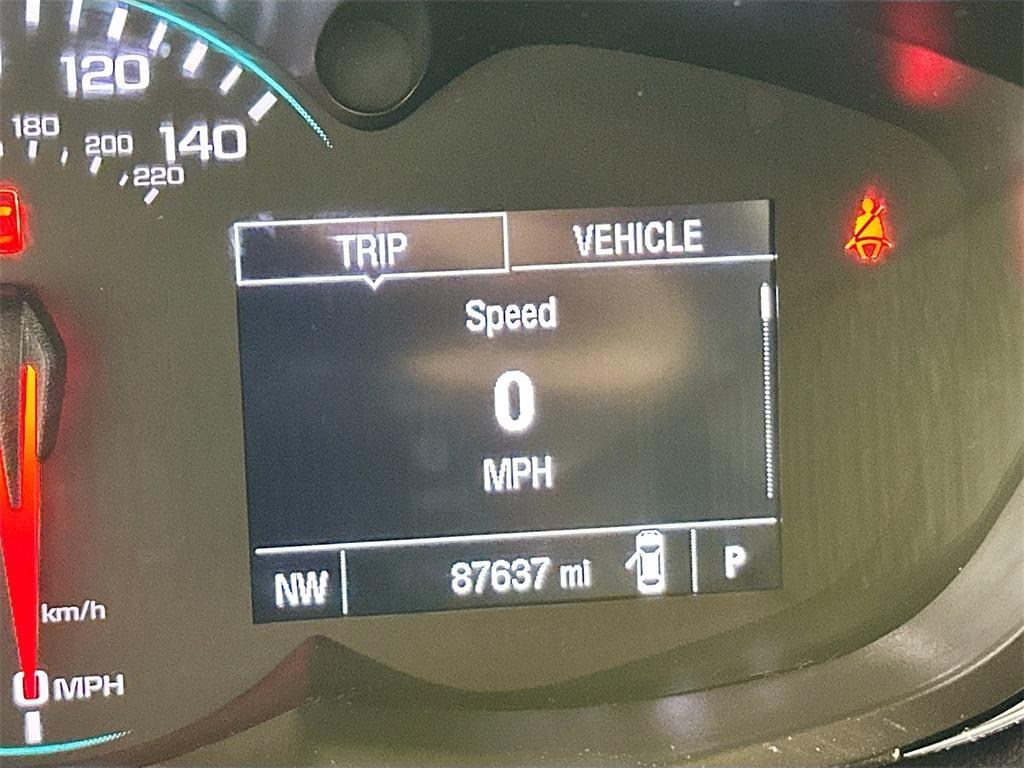 120
180
200
140
220
TRIP VEHICLE
Speed
0
MPH
NW 87637 mi P
km/h
0 MPH